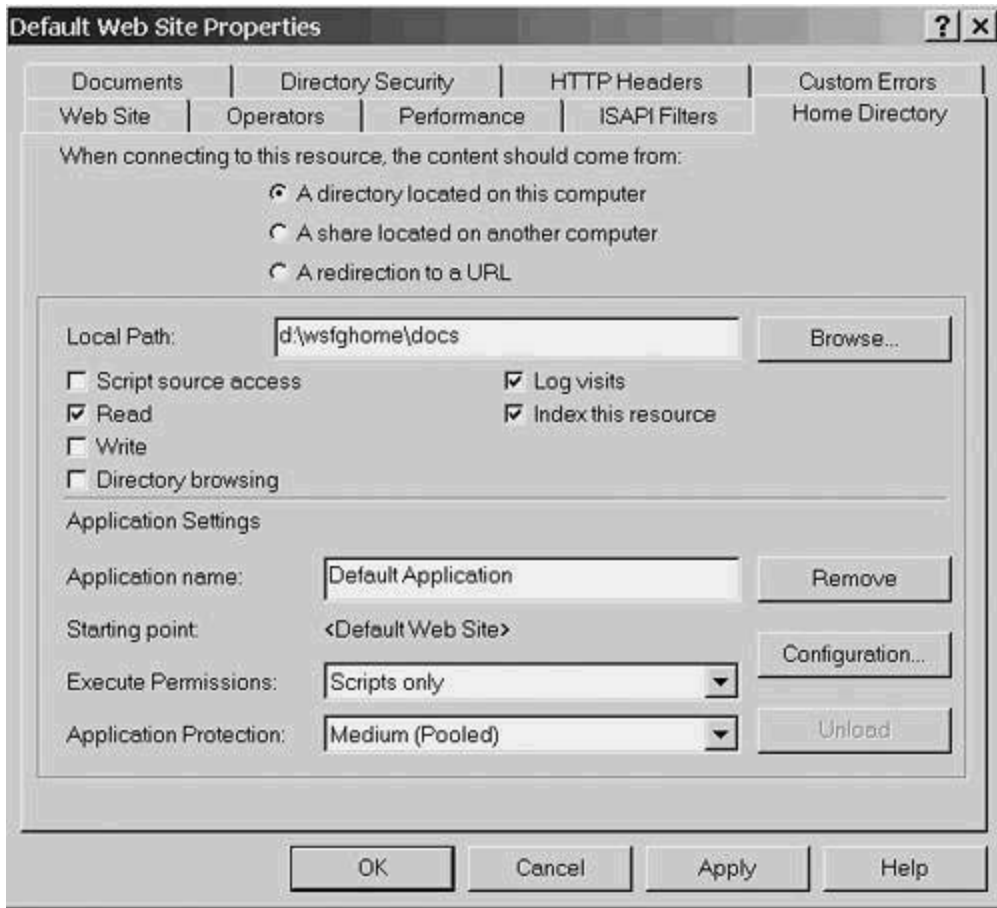 Default Web Site Properties ? ×
Documents Directory Security HTTP Headers Custom Errors
Web Site Operators Performance ISAPI Filters Home Directory
When connecting to this resource, the content should come from:
A directory located on this computer
A share located on another computer
A redirection to a URL
Local Path: d:\wsfghome\docs Browse...
Script source access Log visits
Read Index this resource
Write
Directory browsing
Application Settings
Application name: Default Application Remove
Starting point: <Default Web Site>
Configuration...
Execute Permissions: Scripts only
Application Protection: Medium (Pooled) Unload
OK Cancel Apply Help